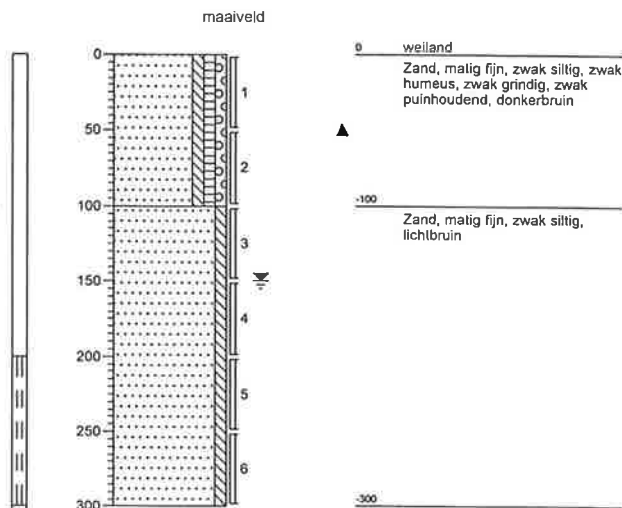 maaiveld
0
50
100
150
200
250
300
1
2
3
4
5
6
0 weiland
Zand, matig fijn, zwak siltig, zwak
humeus, zwak grindig, zwak
puinhoudend, donkerbruin
-100
Zand, matig fijn, zwak siltig,
lichtbruin
-300